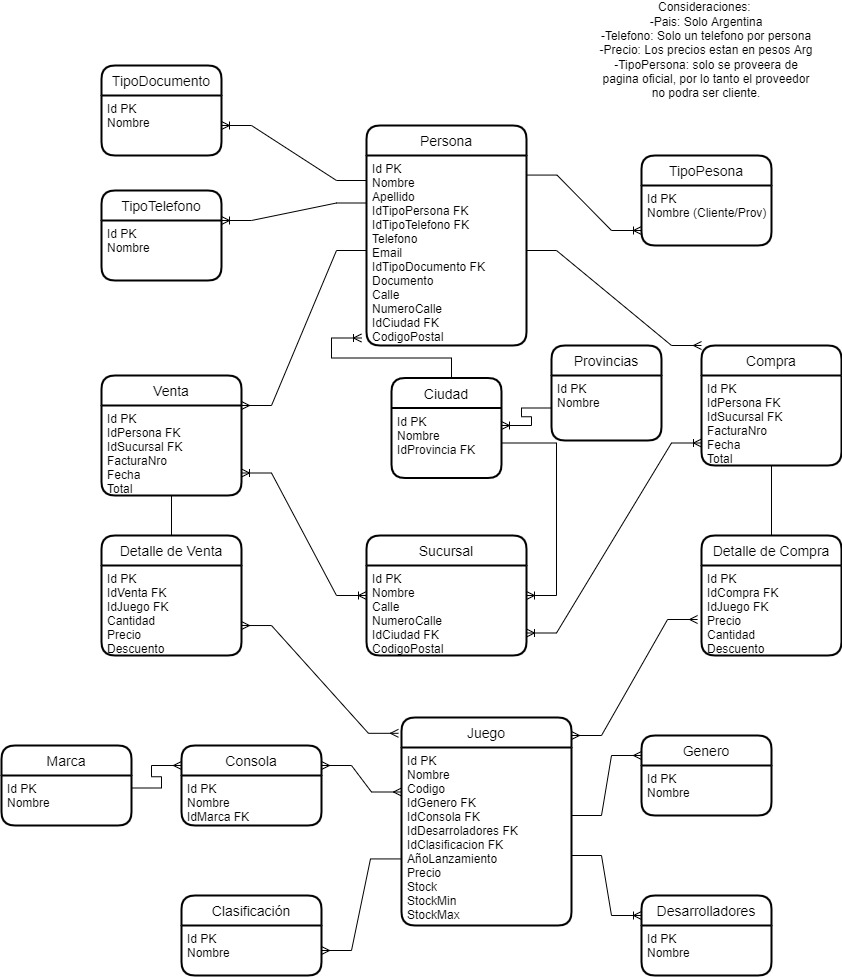 Consideraciones:
-Pais: Solo Argentina
-Telefono: Solo un telefono por persona
-Precio: Los precios estan en pesos Arg
-TipoPersona: solo se proveera de
pagina oficial, por lo tanto el proveedor
no podra ser cliente.
TipoDocumento
Id PK
Nombre
TipoTelefono
Id PK
Nombre
Persona
Id PK
Nombre
Apellido
IdTipoPersona FK
IdTipoTelefono FK
Telefono
Email
IdTipoDocumento FK
Documento
Calle
NumeroCalle
IdCiudad FK
CodigoPostal
TipoPesona
Id PK
Nombre (Cliente/Prov)
Venta
Id PK
IdPersona FK
IdSucursal FK
FacturaNro
Fecha
Total
Ciudad
Id PK
Nombre
IdProvincia FK
Provincias
Id PK
Nombre
Compra
Id PK
IdPersona FK
IdSucursal FK
FacturaNro
Fecha
Total
Detalle de Venta
Id PK
IdVenta FK
IdJuego FK
Cantidad
Precio
Descuento
Sucursal
Id PK
Nombre
Calle
NumeroCalle
IdCiudad FK
CodigoPostal
Detalle de Compra
Id PK
IdCompra FK
IdJuego FK
Precio
Cantidad
Descuento
Marca
Id PK
Nombre
Consola
Id PK
Nombre
IdMarca FK
Juego
Id PK
Nombre
Codigo
IdGenero FK
IdConsola FK
IdDesarroladores FK
IdClasificacion FK
AñoLanzamiento
Precio
Stock
StockMin
StockMax
Genero
Id PK
Nombre
Clasificación
Id PK
Nombre
Desarrolladores
Id PK
Nombre